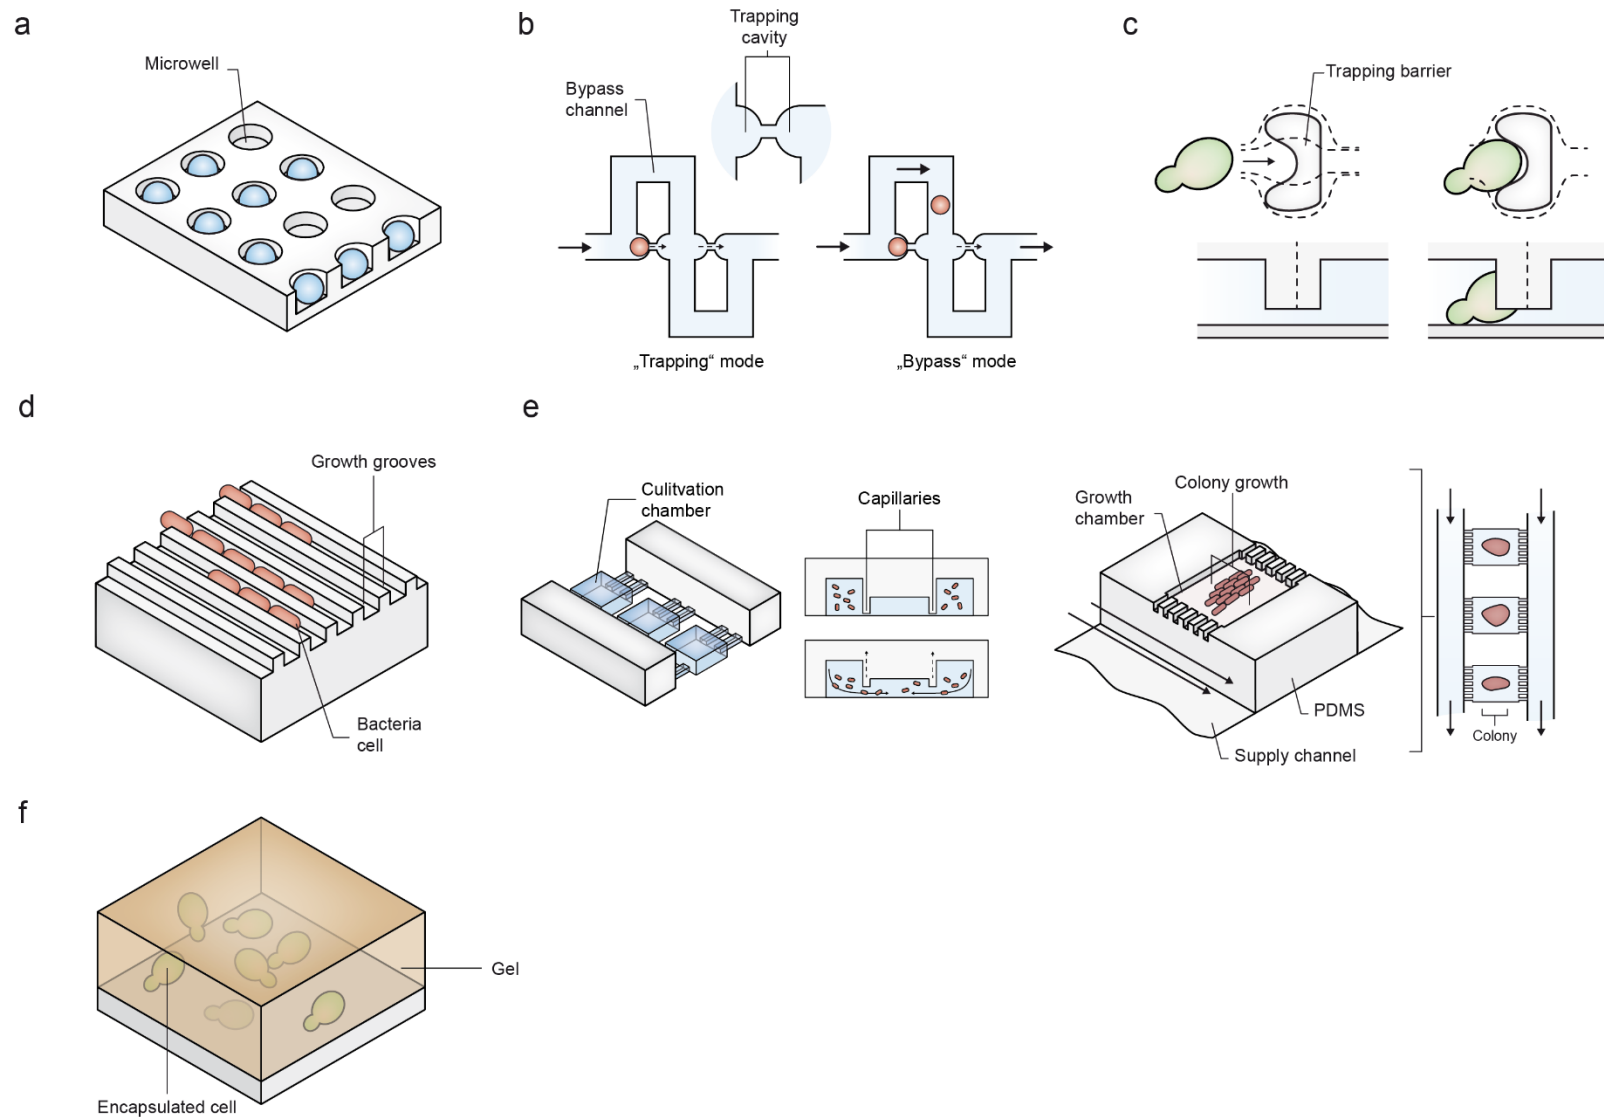 a
Microwell
b
Trapping
cavity
Bypass
channel
„Trapping“ mode
„Bypass“ mode
c
Trapping barrier
d
Growth grooves
Bacteria
cell
e
Culitvation
chamber
Capillaries
Colony growth
Growth
chamber
PDMS
Supply channel
Colony
f
Gel
Encapsulated cell